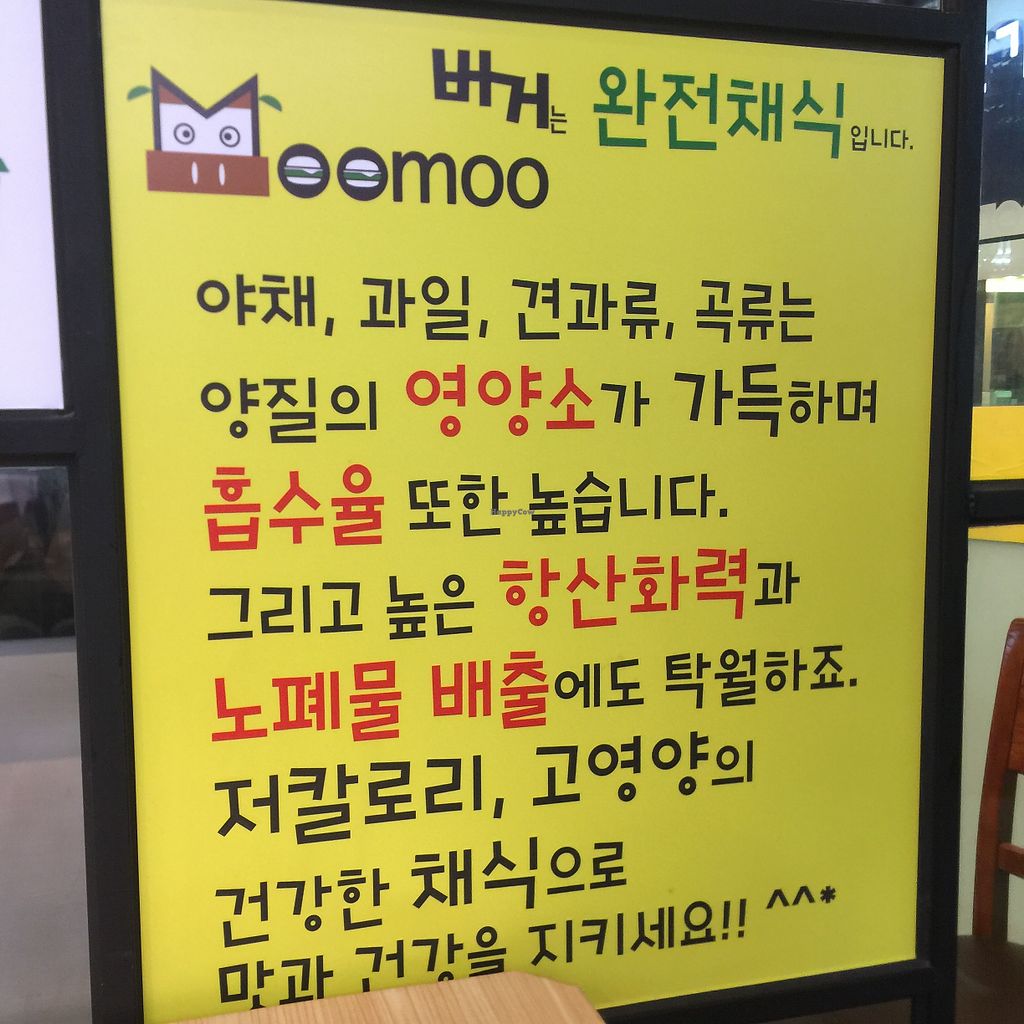 버거는 완전채식입니다.
Moomoo
야채, 과일, 견과류, 곡류는
양질의 영양소가 가득하며
흡수율 또한 높습니다.
HappyCow
그리고 높은 항산화력과
노폐물 배출에도 탁월하죠.
저칼로리, 고영양의
건강한 채식으로
맛과 건강을 지키세요!! ^^*